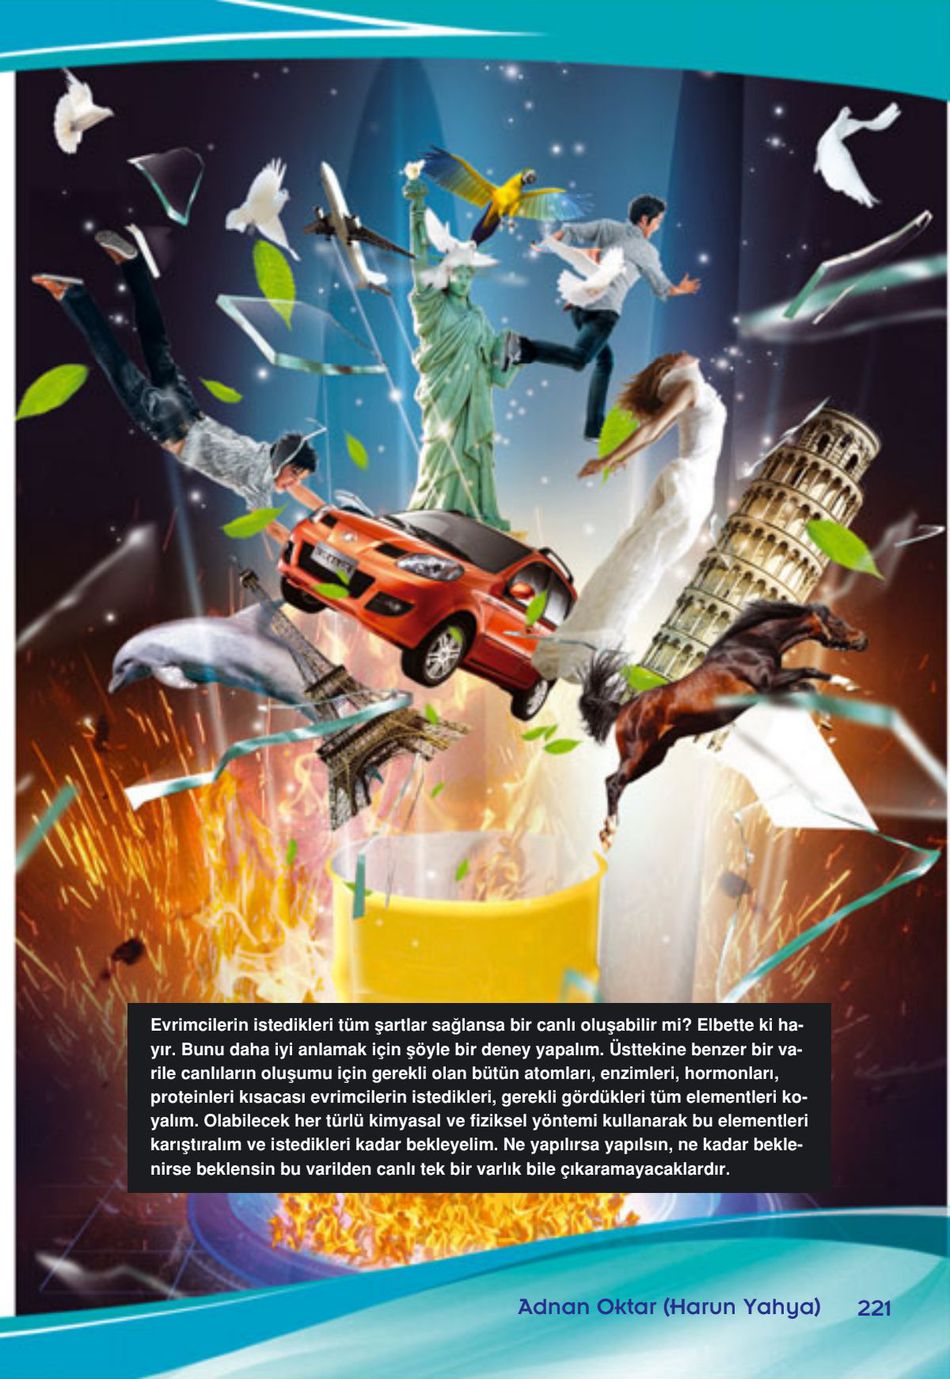 Evrimcilerin istedikleri tüm şartlar sağlansa bir canlı oluşabilir mi? Elbette ki ha-
yır. Bunu daha iyi anlamak için şöyle bir deney yapalım. Üsttekine benzer bir va-
rile canlıların oluşumu için gerekli olan bütün atomları, enzimleri, hormonları,
proteinleri kısacası evrimcilerin istedikleri, gerekli gördükleri tüm elementleri ko-
yalım. Olabilecek her türlü kimyasal ve fiziksel yöntemi kullanarak bu elementleri
karıştıralım ve istedikleri kadar bekleyelim. Ne yapılırsa yapılsın, ne kadar bekle-
nirse beklensin bu varilden canlı tek bir varlık bile çıkaramayacaklardır.
Adnan Oktar (Harun Yahya) 221